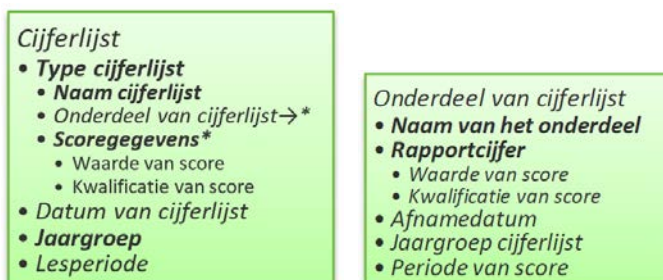 Cijferlijst
• Type cijferlijst
• Naam cijferlijst
• Onderdeel van cijferlijst→*
• Scoregegevens*
• Waarde van score
• Kwalificatie van score
• Datum van cijferlijst
• Jaargroep
• Lesperiode
Onderdeel van cijferlijst
• Naam van het onderdeel
• Rapportcijfer
• Waarde van score
• Kwalificatie van score
• Afnamedatum
• Jaargroep cijferlijst
• Periode van score